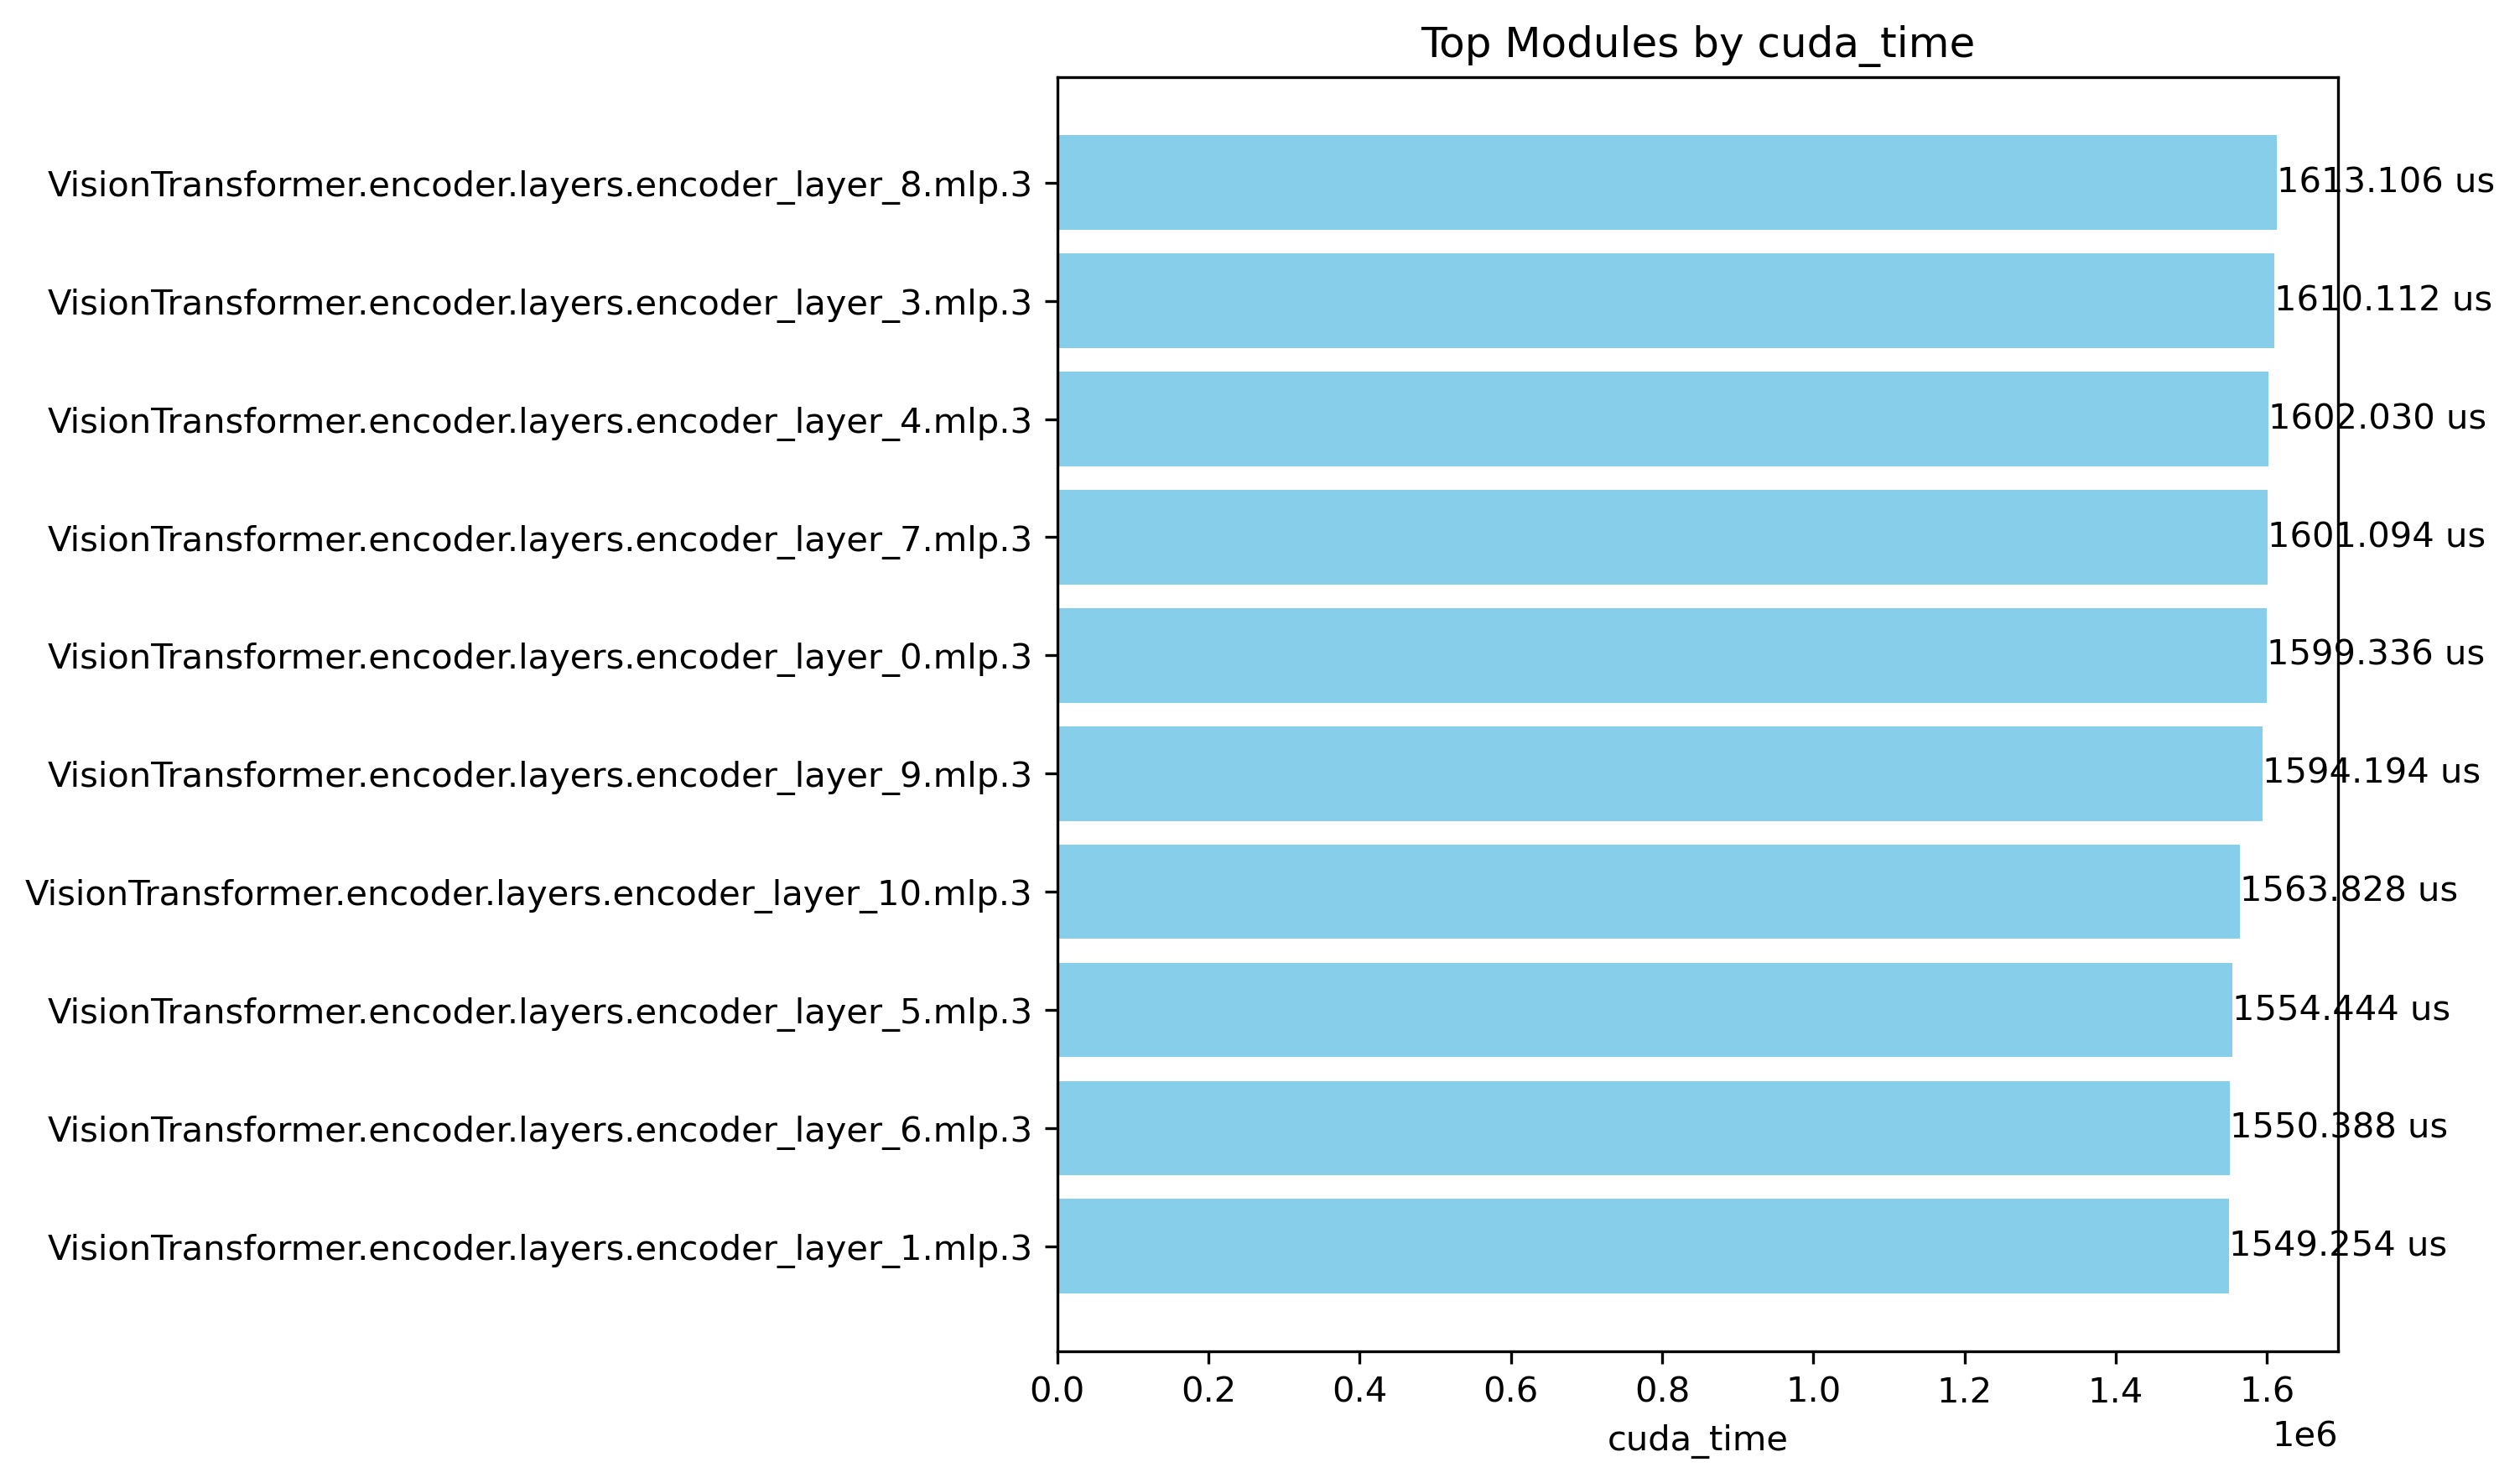 Top Modules by cuda_time
VisionTransformer.encoder.layers.encoder_layer_8.mlp.3 1613.106 us
VisionTransformer.encoder.layers.encoder_layer_3.mlp.3 1610.112 us
VisionTransformer.encoder.layers.encoder_layer_4.mlp.3 1602.030 us
VisionTransformer.encoder.layers.encoder_layer_7.mlp.3 1601.094 us
VisionTransformer.encoder.layers.encoder_layer_0.mlp.3 1599.336 us
VisionTransformer.encoder.layers.encoder_layer_9.mlp.3 1594.194 us
VisionTransformer.encoder.layers.encoder_layer_10.mlp.3 1563.828 us
VisionTransformer.encoder.layers.encoder_layer_5.mlp.3 1554.444 us
VisionTransformer.encoder.layers.encoder_layer_6.mlp.3 1550.388 us
VisionTransformer.encoder.layers.encoder_layer_1.mlp.3 1549.254 us
0.0 0.2 0.4 0.6 0.8 1.0 1.2 1.4 1.6
1e6
cuda_time